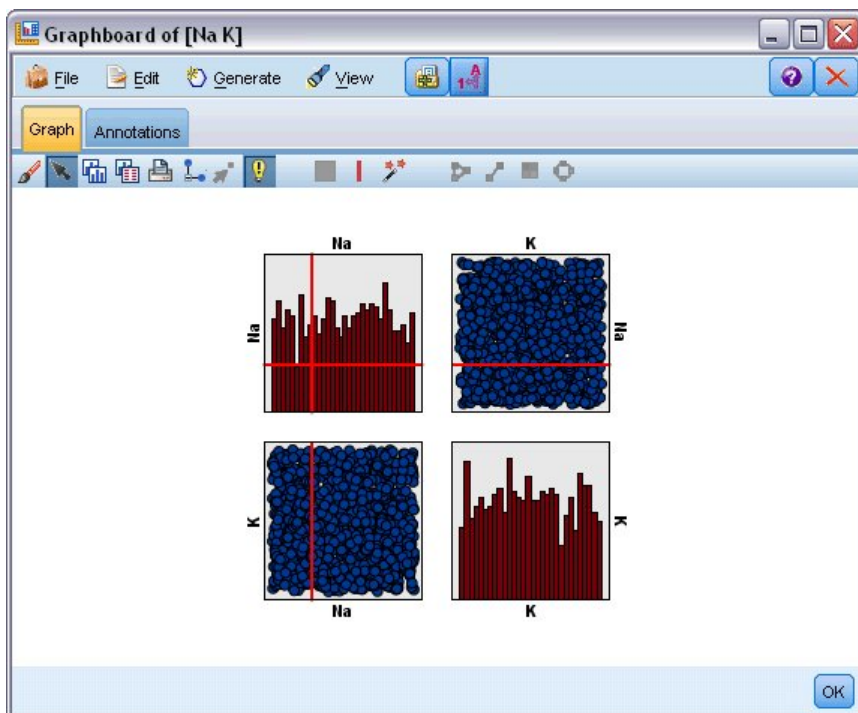 Graphboard of [Na K]
File Edit Generate View
Graph Annotations
Na K
Na Na
K K
Na K
OK